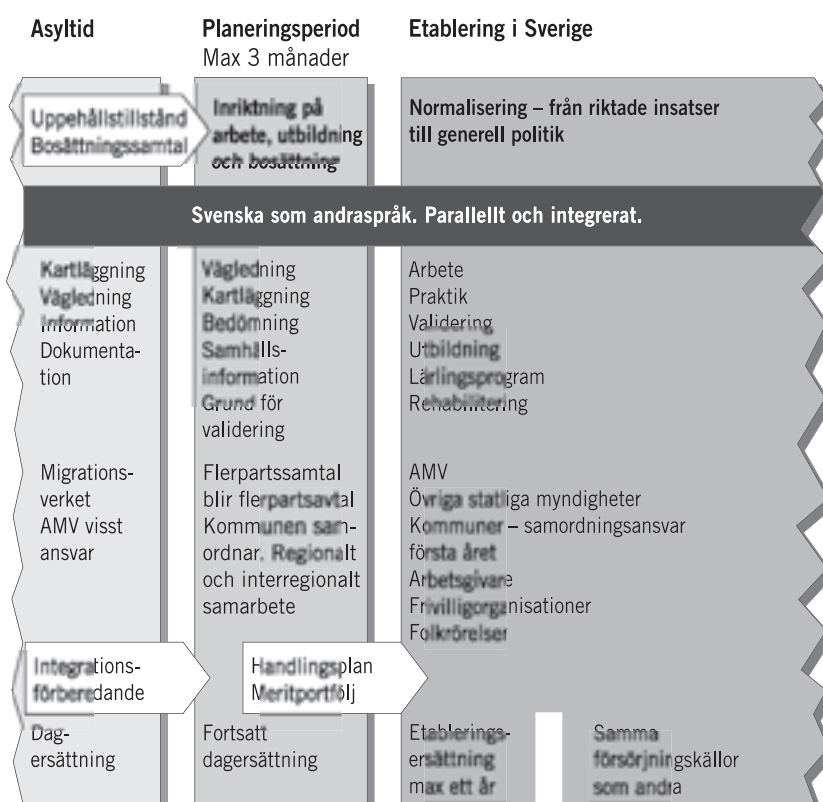 Asyltid
Planeringsperiod
Max 3 månader
Etablering i Sverige
Uppehållstillstånd
Bosättningssamtal
Inriktning på
arbete, utbildning
och bosättning
Normalisering – från riktade insatser
till generell politik
Svenska som andraspråk. Parallellt och integrerat.
Kartläggning
Vägledning
Information
Dokumenta-
tion
Vägledning
Kartläggning
Bedömning
Samhälls-
information
Grund för
validering
Arbete
Praktik
Validering
Utbildning
Lärlingsprogram
Rehabilitering
Migrations-
verket
AMV visst
ansvar
Flerpartssamtal
blir flerpartsavtal
Kommunen sam-
ordnar. Regionalt
och interregionalt
samarbete
AMV
Övriga statliga myndigheter
Kommuner – samordningsansvar
första året
Arbetsgivare
Frivilligorganisationer
Folkrörelser
Integrations-
förberedande
Handlingsplan
Meritportfölj
Dag-
ersättning
Fortsatt
dagersättning
Etablerings-
ersättning
max ett år
Samma
försörjningskällor
som andra